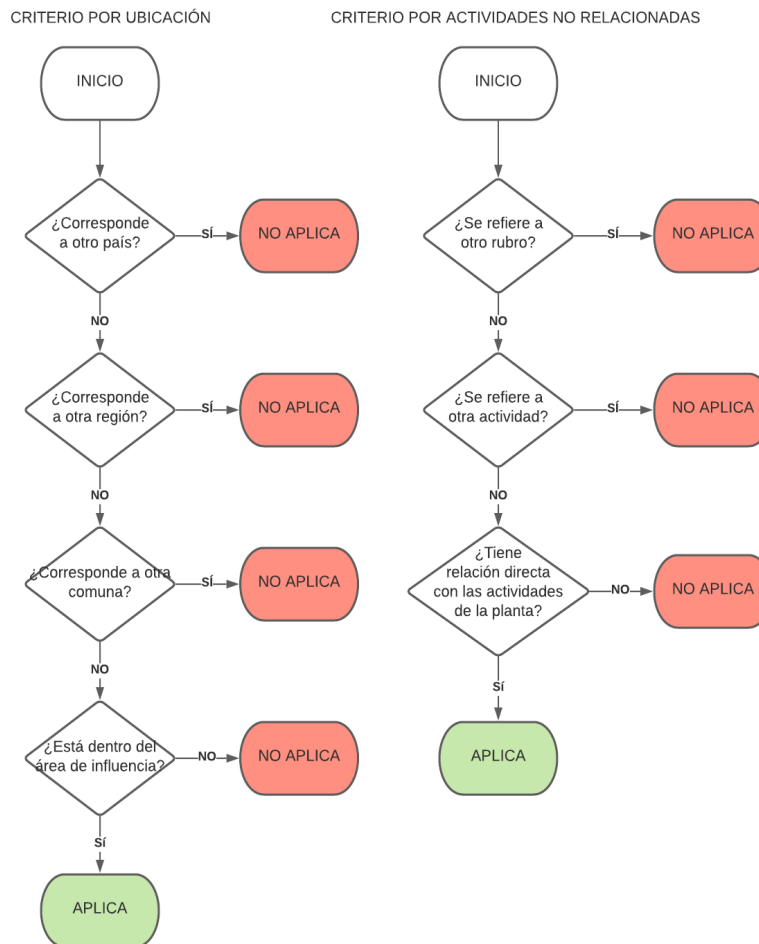 CRITERIO POR UBICACIÓN
INICIO
¿Corresponde
a otro país?
SÍ
NO APLICA
NO
¿Corresponde
a otra región?
SÍ
NO APLICA
NO
¿Corresponde a otra
comuna?
SÍ
NO APLICA
NO
¿Está dentro del
área de influencia?
NO
NO APLICA
Sí
APLICA
CRITERIO POR ACTIVIDADES NO RELACIONADAS
INICIO
¿Se refiere a
otro rubro?
SÍ
NO APLICA
NO
¿Se refiere a
otra actividad?
SÍ
NO APLICA
NO
¿Tiene
relación directa
con las actividades
de la planta?
NO
NO APLICA
Sí
APLICA